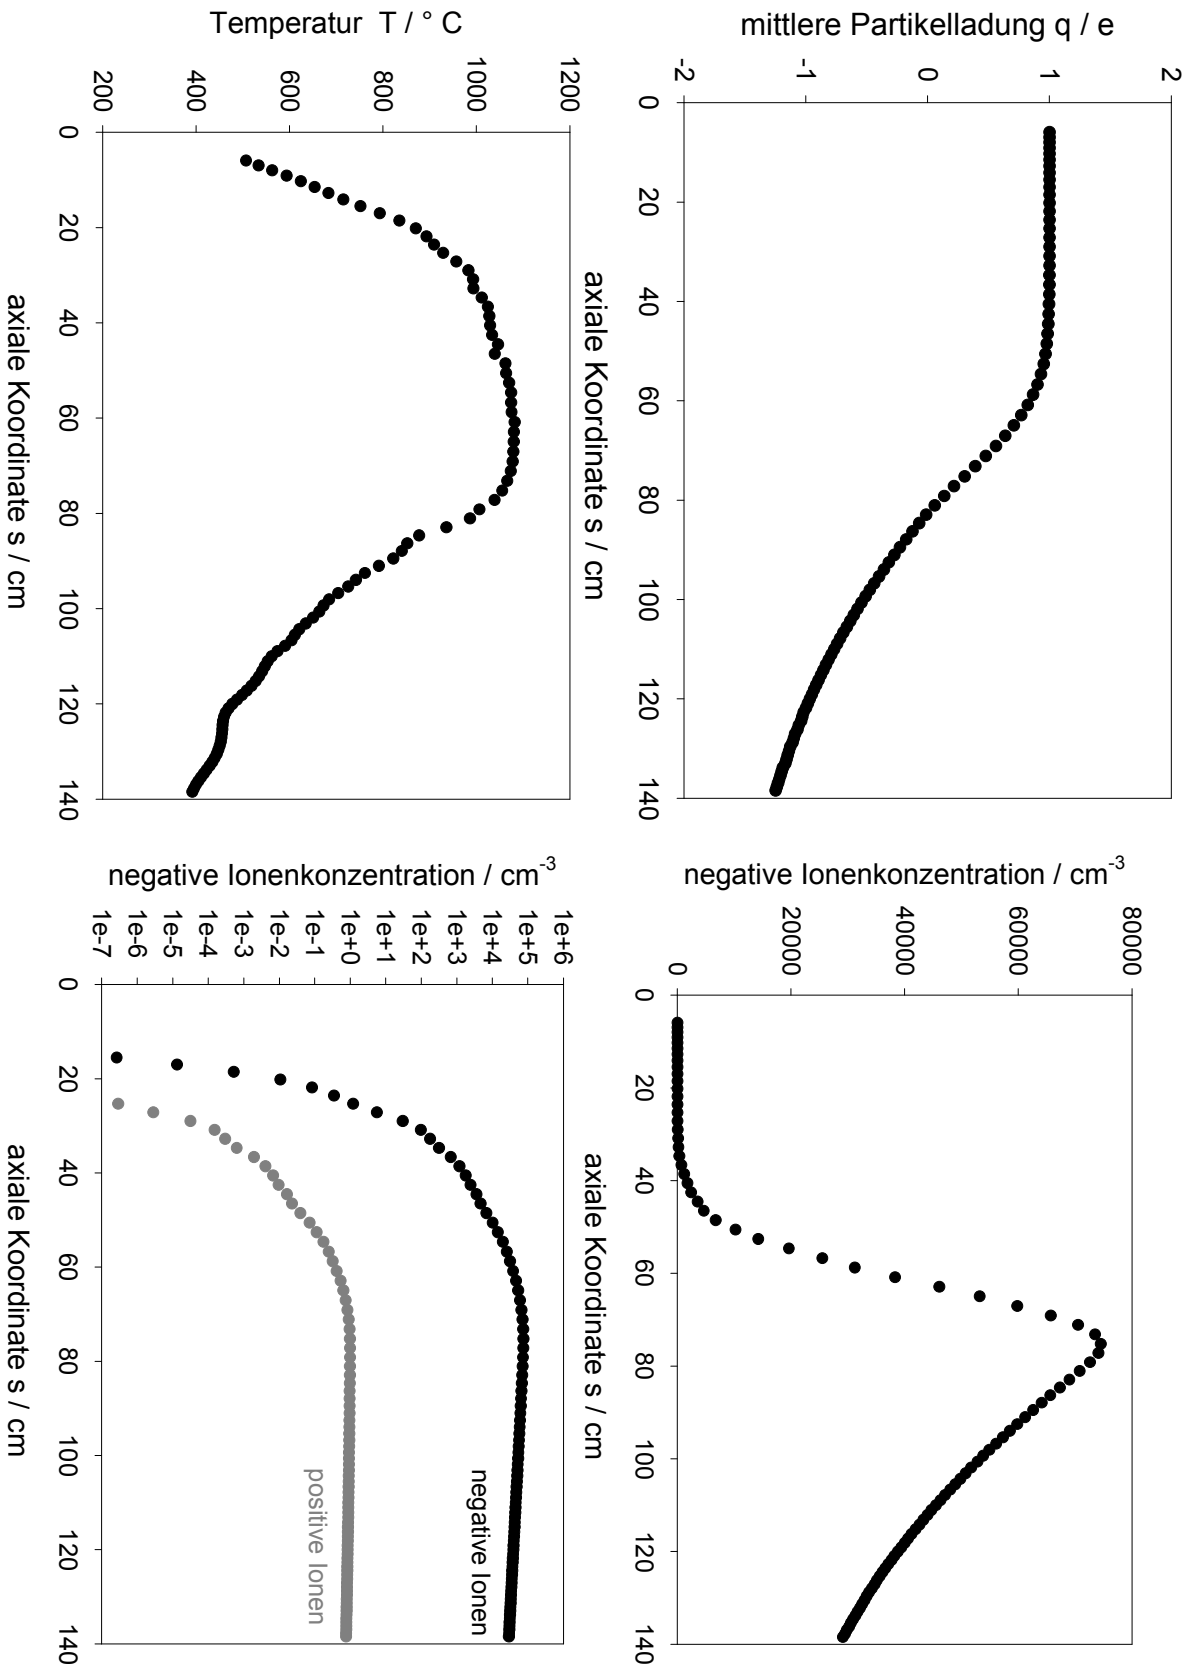 mittlere Partikelladung q / e
2
1
0
-1
-2
0
20
40
60
80
100
120
140
axiale Koordinate s / cm
negative Ionenkonzentration / cm-3
80000
60000
40000
20000
0
0
20
40
60
80
100
120
140
axiale Koordinate s / cm
Temperatur T / ° C
1200
1000
800
600
400
200
0
20
40
60
80
100
120
140
axiale Koordinate s / cm
negative Ionenkonzentration / cm-3
1e+6
1e+5
1e+4
1e+3
1e+2
1e+1
1e+0
1e-1
1e-2
1e-3
1e-4
1e-5
1e-6
1e-7
negative Ionen
positive Ionen
0
20
40
60
80
100
120
140
axiale Koordinate s / cm